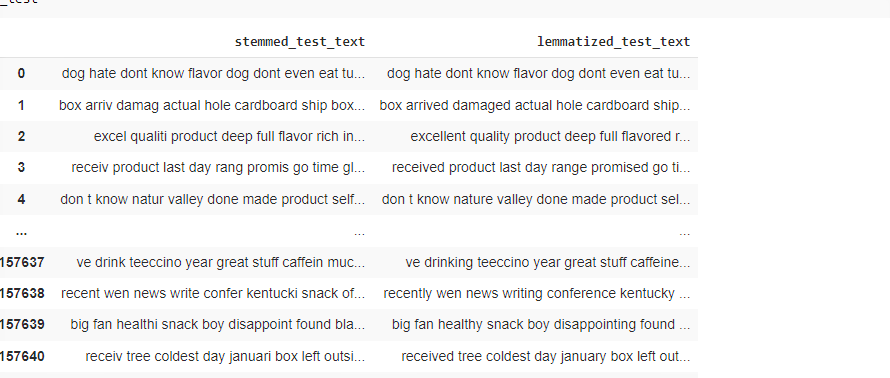 _test
stemmed_test_text lemmatized_test_text
0 dog hate dont know flavor dog dont even eat tu... dog hate dont know flavor dog dont even eat tu...
1 box arriv damag actual hole cardboard ship box... box arrived damaged actual hole cardboard ship...
2 excel qualiti product deep full flavor rich in... excellent quality product deep full flavored r...
3 receiv product last day rang promis go time gl... received product last day range promised go ti...
4 don t know natur valley done made product self... don t know nature valley done made product sel...
... ... ...
157637 ve drink teeccino year great stuff caffein muc... ve drinking teeccino year great stuff caffeine...
157638 recent wen news write confer kentucki snack of... recently wen news writing conference kentucky ...
157639 big fan healthi snack boy disappoint found bla... big fan healthy snack boy disappointing found ...
157640 receiv tree coldest day januari box left outsi... received tree coldest day january box left out...